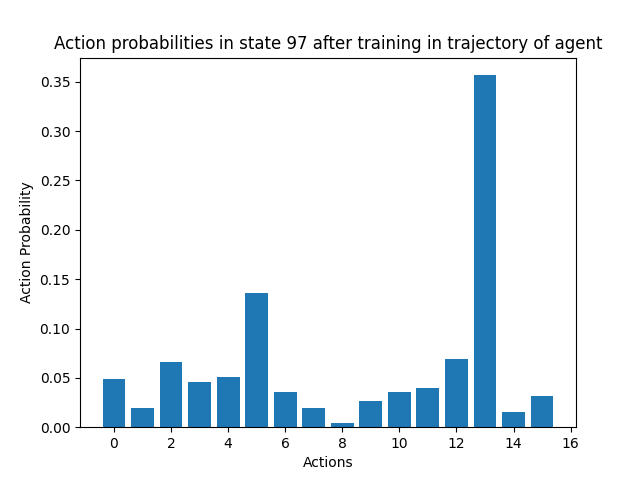 Action probabilities in state 97 after training in trajectory of agent
0.35
0.30
0.25
0.20
0.15
0.10
0.05
0.00
Action Probability
0 2 4 6 8 10 12 14 16
Actions